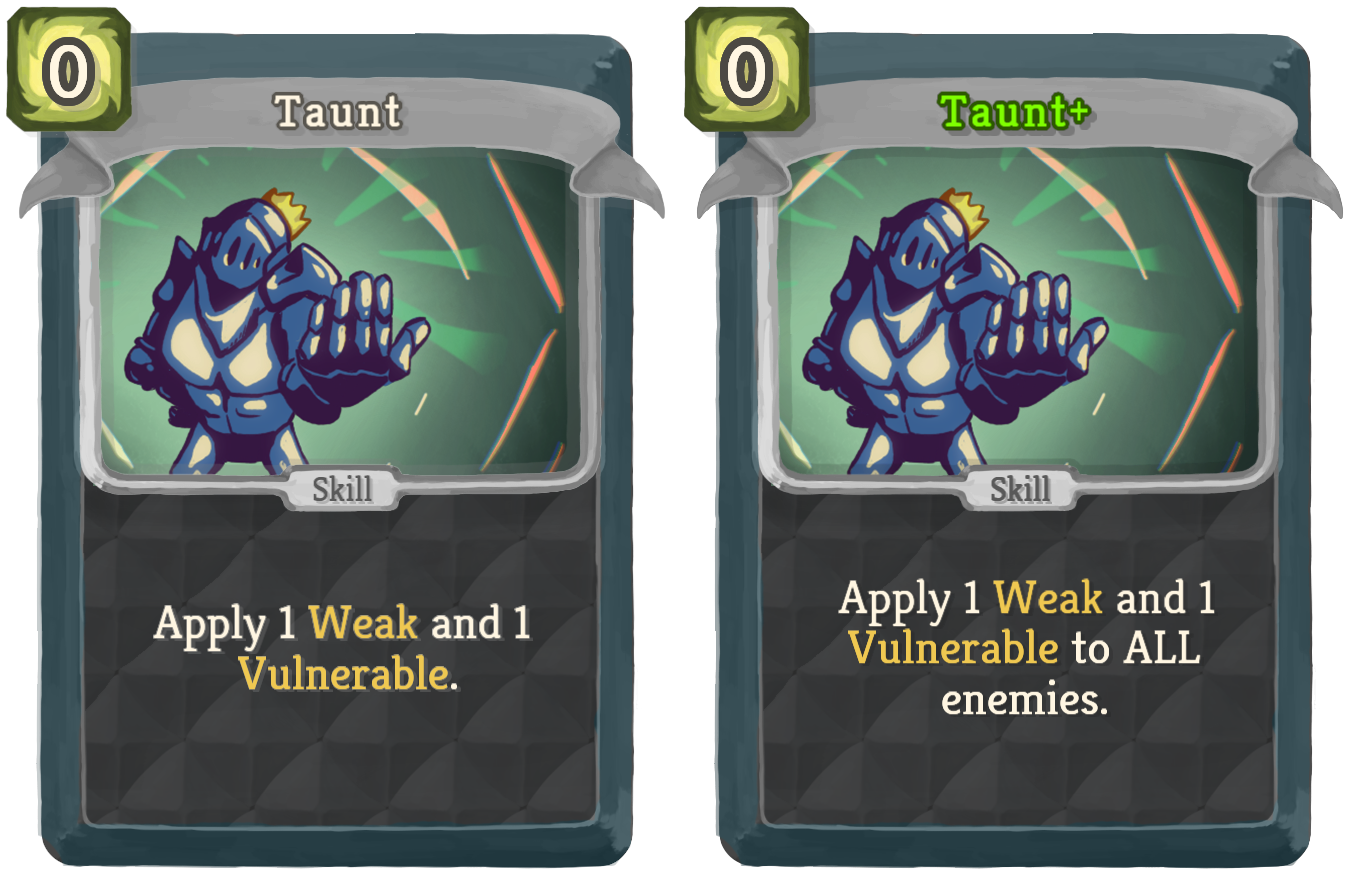 0
Taunt
Skill
Apply 1 Weak and 1
Vulnerable.
0
Taunt+
Skill
Apply 1 Weak and 1
Vulnerable to ALL
enemies.